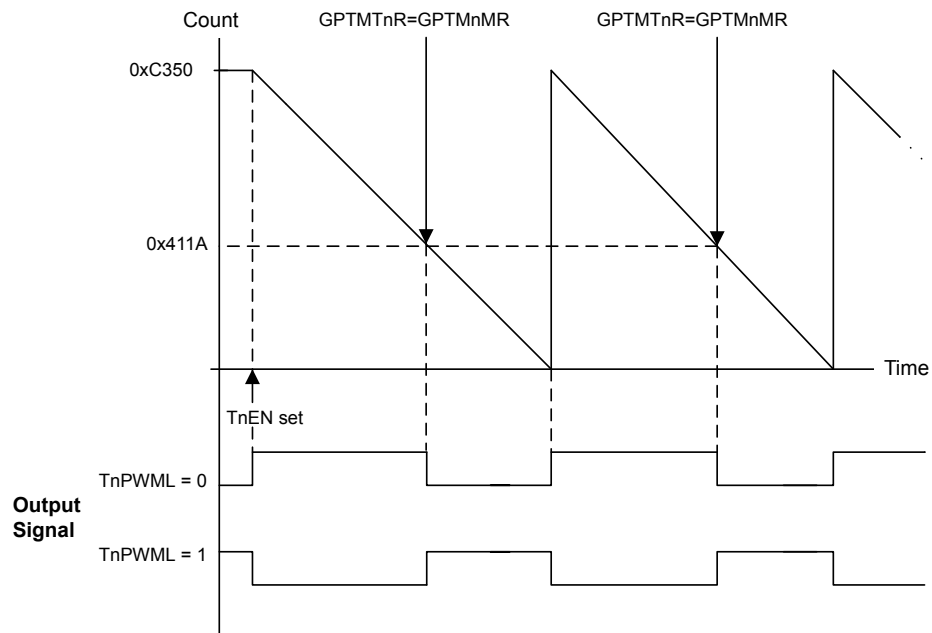 Count
GPTMTnR=GPTMnMR
GPTMTnR=GPTMnMR
0xC350
0x411A
Time
TnEN set
TnPWML = 0
Output
Signal
TnPWML = 1